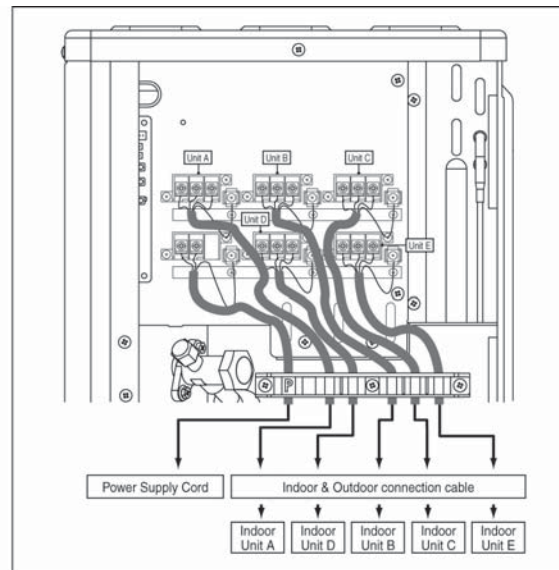 Unit A
Unit B
Unit C
Unit D
Unit E
P
Power Supply Cord
Indoor & Outdoor connection cable
Indoor
Unit A
Indoor
Unit D
Indoor
Unit B
Indoor
Unit C
Indoor
Unit E